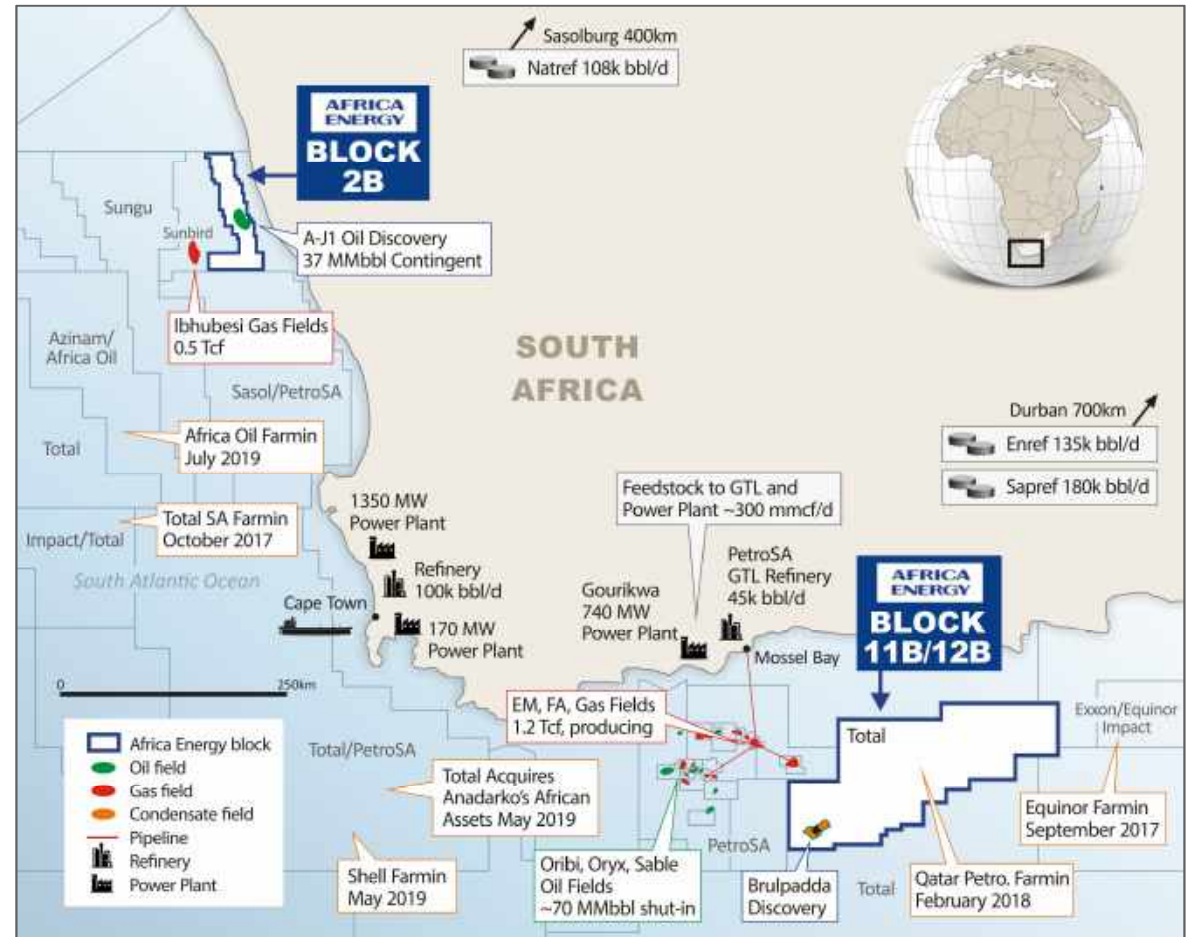 Sasolburg 400km
Natref 108k bbl/d
AFRICA
ENERGY
BLOCK
2B
Sungu
Sunbird
A-J1 Oil Discovery
37 MMbbl Contingent
Ibhubesi Gas Fields
0.5 Tcf
Azinam/
Africa Oil
Sasol/PetroSA
SOUTH
AFRICA
Total
Africa Oil Farmin
July 2019
Durban 700km
Enref 135k bbl/d
Sapref 180k bbl/d
Impact/Total
Total SA Farmin
October 2017
South Atlantic Ocean
1350 MW
Power Plant
Refinery
100k bbl/d
Cape Town
170 MW
Power Plant
Feedstock to GTL and
Power Plant ~300 mmcf/d
Gourikwa
740 MW
Power Plant
PetroSA
GTL Refinery
45k bbl/d
Mossel Bay
AFRICA
ENERGY
BLOCK
11B/12B
0
250km
Africa Energy block
Oil field
Gas field
Condensate field
Pipeline
Refinery
Power Plant
Total/PetroSA
EM, FA, Gas Fields
1.2 Tcf, producing
Total
Exxon/Equinor
Impact
Total Acquires
Anadarko's African
Assets May 2019
Shell Farmin
May 2019
Oribi, Oryx, Sable
Oil Fields
~70 MMbbl shut-in
PetroSA
Brulpadda
Discovery
Total
Qatar Petro. Farmin
February 2018
Equinor Farmin
September 2017